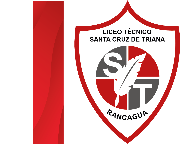 LICEO TÉCNICO
SANTA CRUZ DE TRIANA
S T
RANCAGUA